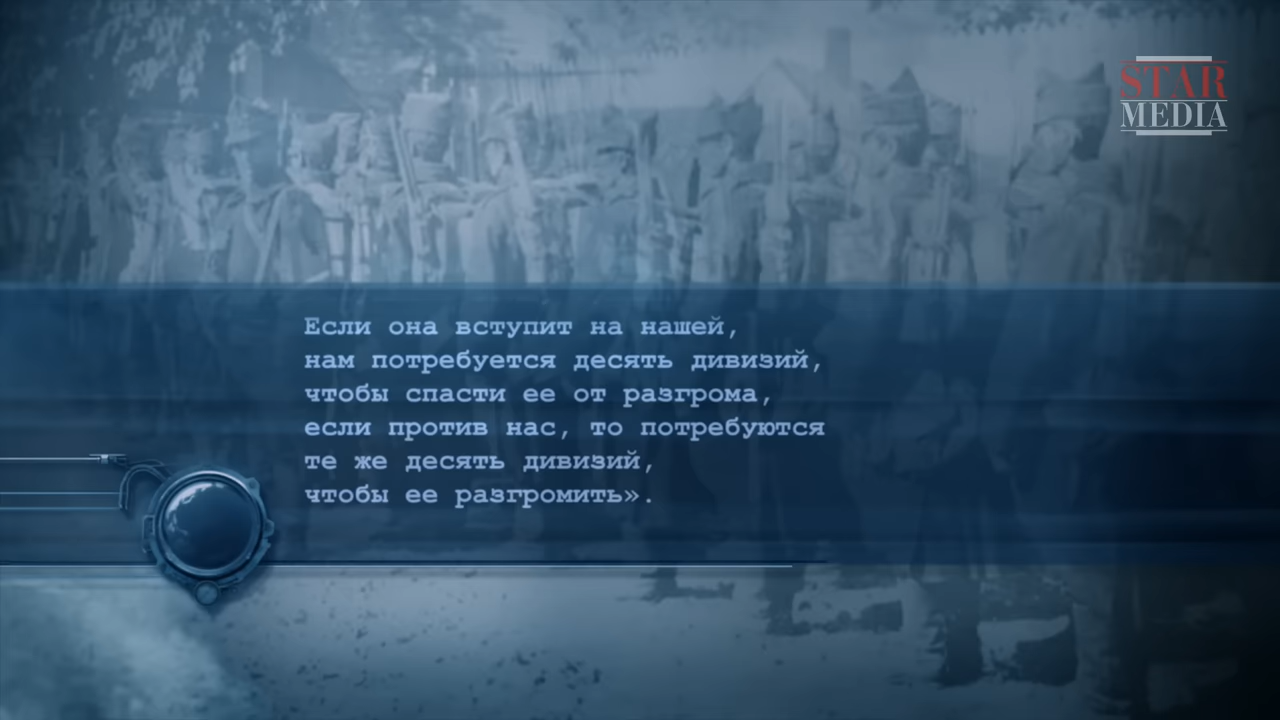 STAR
MEDIA
Если она вступит на нашей,
нам потребуется десять дивизий,
чтобы спасти ее от разгрома,
если против нас, то потребуются
те же десять дивизий,
чтобы ее разгромить».